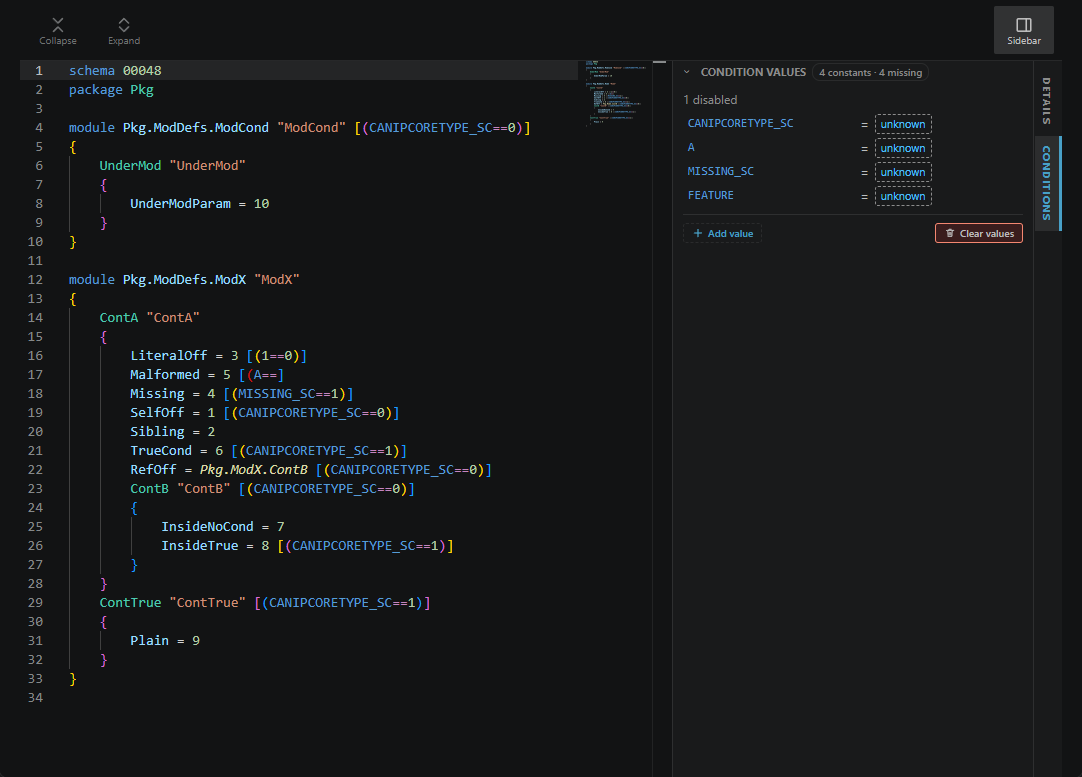 Collapse
Expand
Sidebar
1 schema 00048
2 package Pkg
3
4 module Pkg.ModDefs.ModCond "ModCond" [(CANIPCORETYPE_SC==0)]
5 {
6 UnderMod "UnderMod"
7 {
8 UnderModParam = 10
9 }
10 }
11
12 module Pkg.ModDefs.ModX "ModX"
13 {
14 ContA "ContA"
15 {
16 LiteralOff = 3 [(1==0)]
17 Malformed = 5 [(A==]
18 Missing = 4 [(MISSING_SC==1)]
19 SelfOff = 1 [(CANIPCORETYPE_SC==0)]
20 Sibling = 2
21 TrueCond = 6 [(CANIPCORETYPE_SC==1)]
22 RefOff = Pkg.ModX.ContB [(CANIPCORETYPE_SC==0)]
23 ContB "ContB" [(CANIPCORETYPE_SC==0)]
24 {
25 InsideNoCond = 7
26 InsideTrue = 8 [(CANIPCORETYPE_SC==1)]
27 }
28 }
29 ContTrue "ContTrue" [(CANIPCORETYPE_SC==1)]
30 {
31 Plain = 9
32 }
33 }
34
CONDITION VALUES 4 constants · 4 missing
1 disabled
CANIPCORETYPE_SC = unknown
A = unknown
MISSING_SC = unknown
FEATURE = unknown
+ Add value Clear values
DETAILS
CONDITIONS